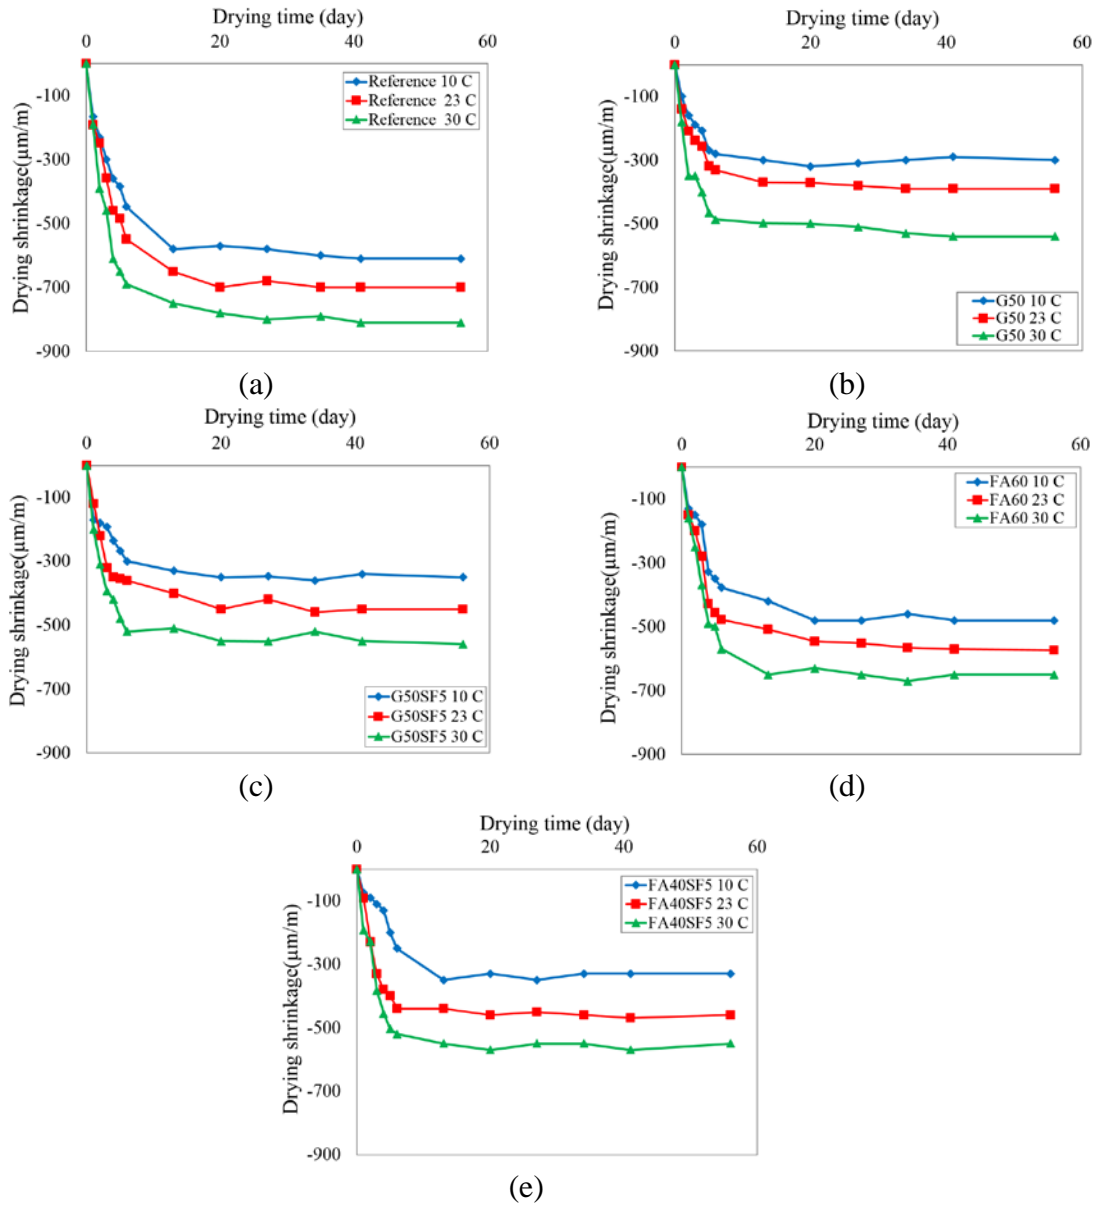 Drying time (day)
0 20 40 60
Drying shrinkage(µm/m)
-100
-300
-500
-700
-900
Reference 10 C
Reference 23 C
Reference 30 C
(a)
Drying time (day)
0 20 40 60
Drying shrinkage(µm/m)
-100
-300
-500
-700
-900
G50 10 C
G50 23 C
G50 30 C
(b)
Drying time (day)
0 20 40 60
Drying shrinkage(µm/m)
-100
-300
-500
-700
-900
G50SF5 10 C
G50SF5 23 C
G50SF5 30 C
(c)
Drying time (day)
0 20 40 60
Drying shrinkage(µm/m)
-100
-300
-500
-700
-900
FA60 10 C
FA60 23 C
FA60 30 C
(d)
Drying time (day)
0 20 40 60
Drying shrinkage(µm/m)
-100
-300
-500
-700
-900
FA40SF5 10 C
FA40SF5 23 C
FA40SF5 30 C
(e)